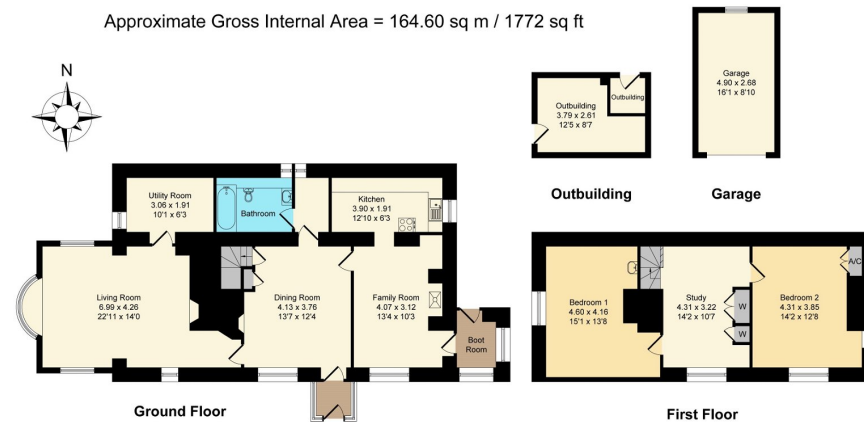 Approximate Gross Internal Area = 164.60 sq m / 1772 sq ft
N
Garage
4.90 x 2.68
16'1 x 8'10
Outbuilding
3.79 x 2.61
12'5 x 8'7
Outbuilding
Outbuilding
Garage
Utility Room
3.06 x 1.91
10'1 x 6'3
Bathroom
Kitchen
3.90 x 1.91
12'10 x 6'3
Living Room
6.99 x 4.26
22'11 x 14'0
Dining Room
4.13 x 3.76
13'7 x 12'4
Family Room
4.07 x 3.12
13'4 x 10'3
Boot
Room
Ground Floor
Bedroom 1
4.60 x 4.16
15'1 x 13'8
Study
4.31 x 3.22
14'2 x 10'7
W
W
Bedroom 2
4.31 x 3.85
14'2 x 12'8
A/C
First Floor